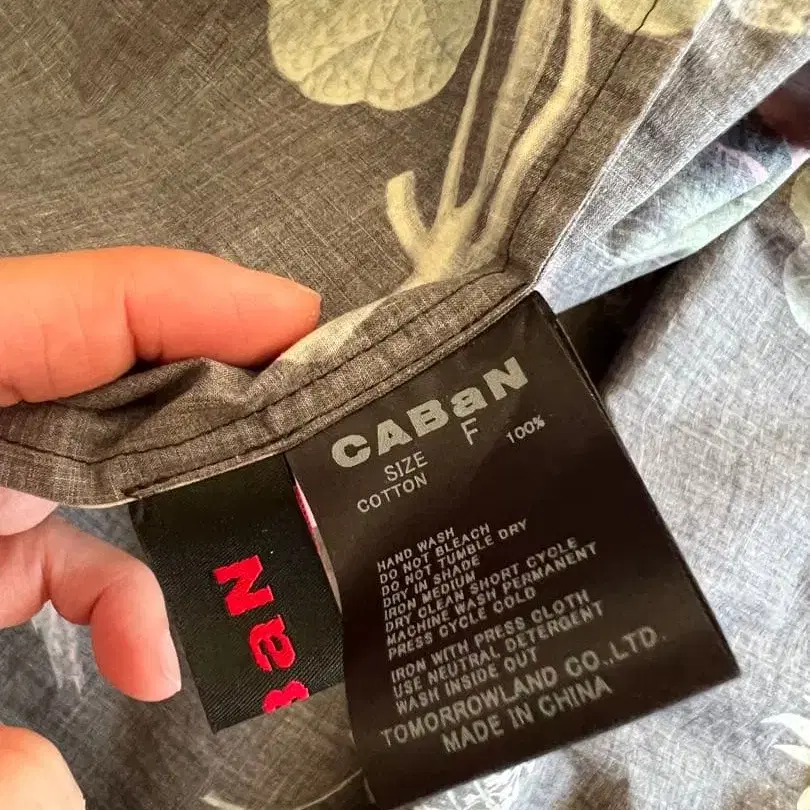 CABaN
SIZE F
COTTON 100%
HAND WASH
DO NOT BLEACH
DO NOT TUMBLE DRY
DRY IN SHADE
IRON MEDIUM
DRY CLEAN SHORT CYCLE
MACHINE WASH PERMANENT
PRESS CYCLE COLD
IRON WITH PRESS CLOTH
USE NEUTRAL DETERGENT
WASH INSIDE OUT
TOMORROWLAND CO.,LTD.
MADE IN CHINA
BaN